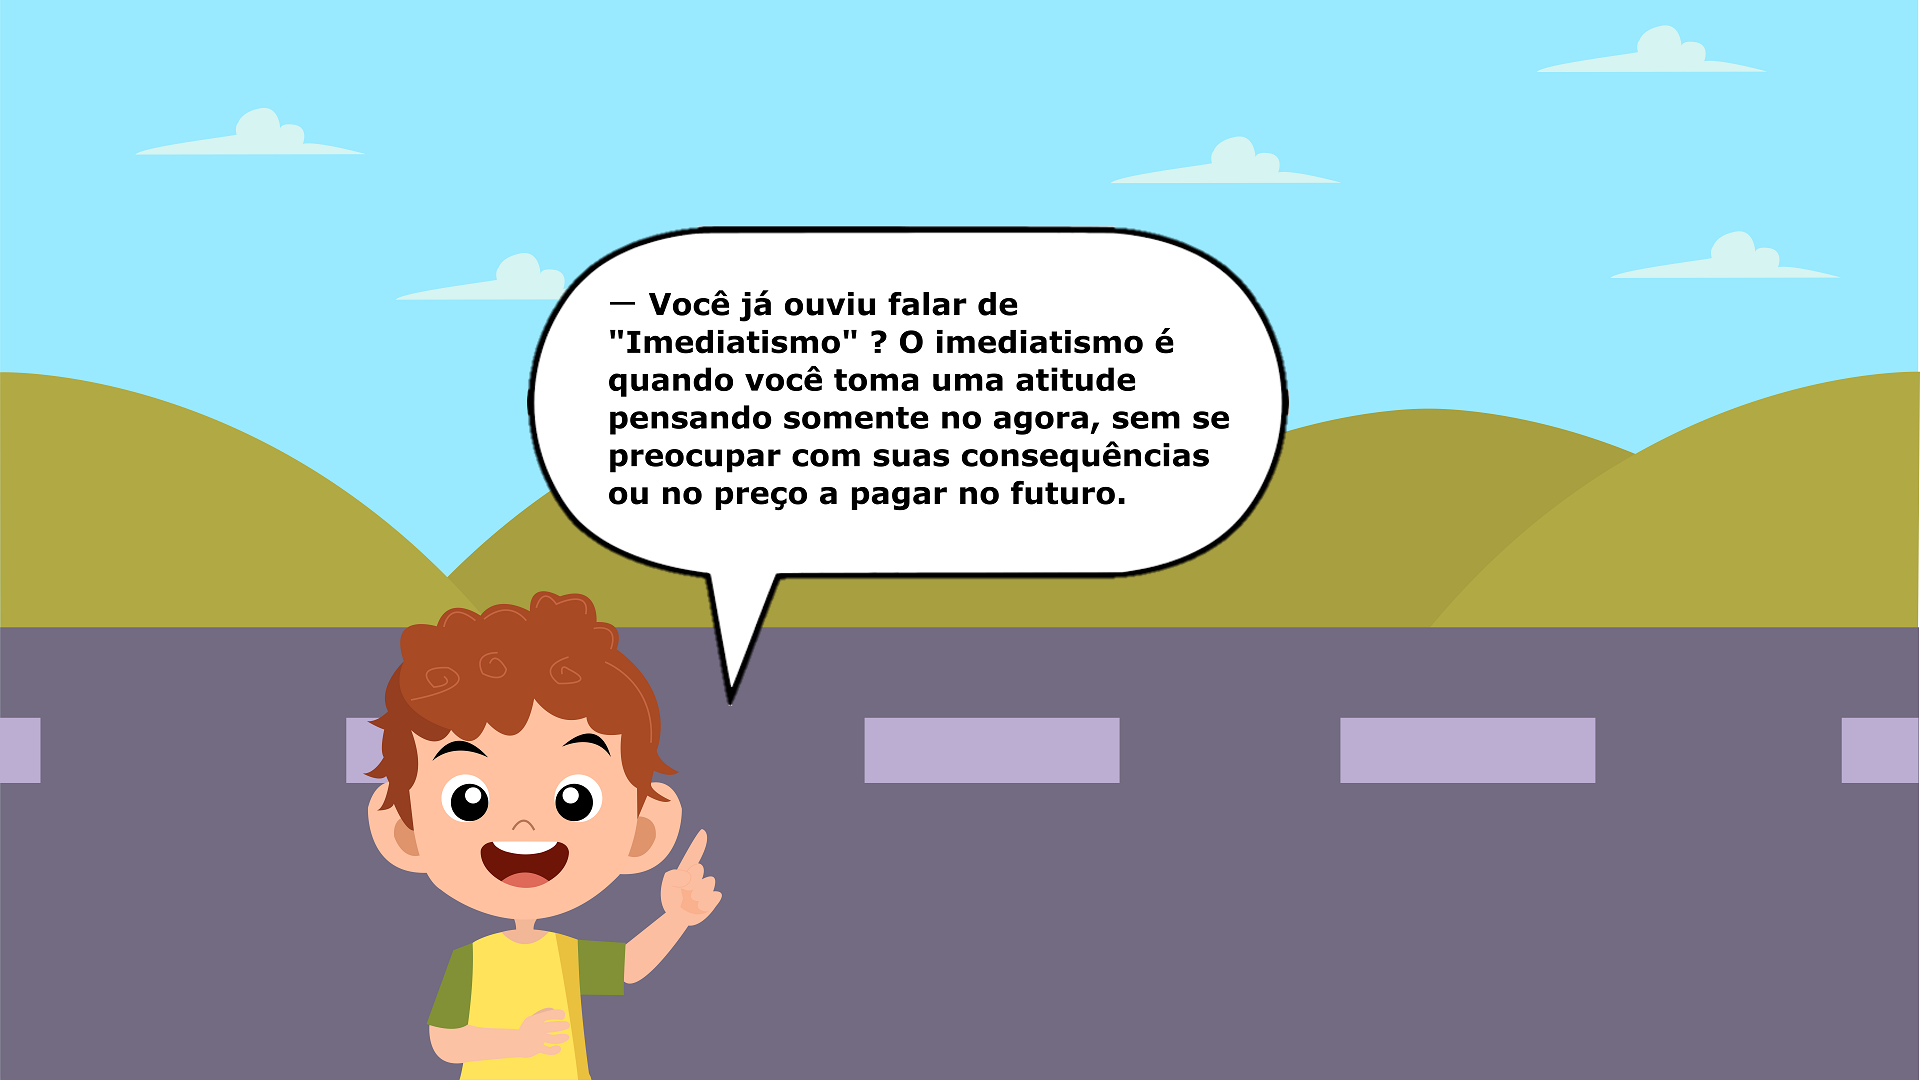 — Você já ouviu falar de
"Imediatismo" ? O imediatismo é
quando você toma uma atitude
pensando somente no agora, sem se
preocupar com suas consequências
ou no preço a pagar no futuro.